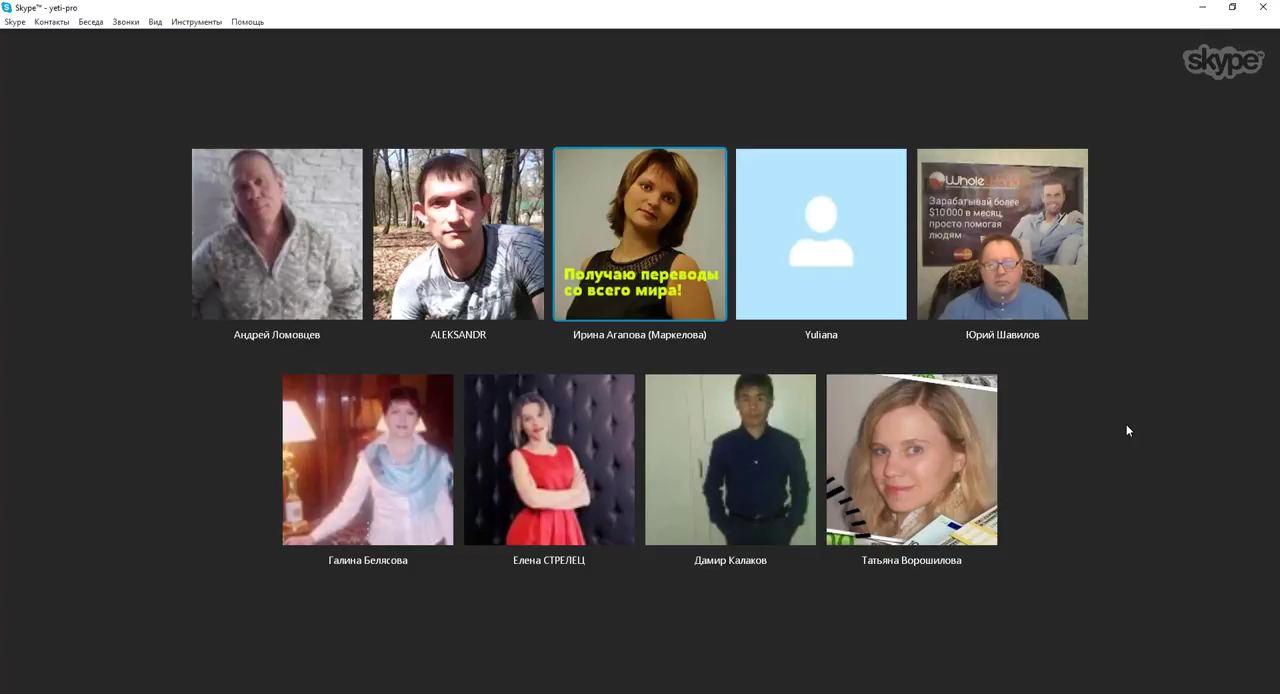 Skype™ - yeti-pro
Skype Контакты Беседа Звонки Вид Инструменты Помощь
skype™
Whole
Зарабатывай более
$10 000 в месяц,
просто помогая
людям
MasterCard
Получаю переводы
со всего мира!
Андрей Ломовцев
ALEKSANDR
Ирина Агапова (Маркелова)
Yuliana
Юрий Шавилов
Галина Белясова
Елена СТРЕЛЕЦ
Дамир Калаков
Татьяна Ворошилова